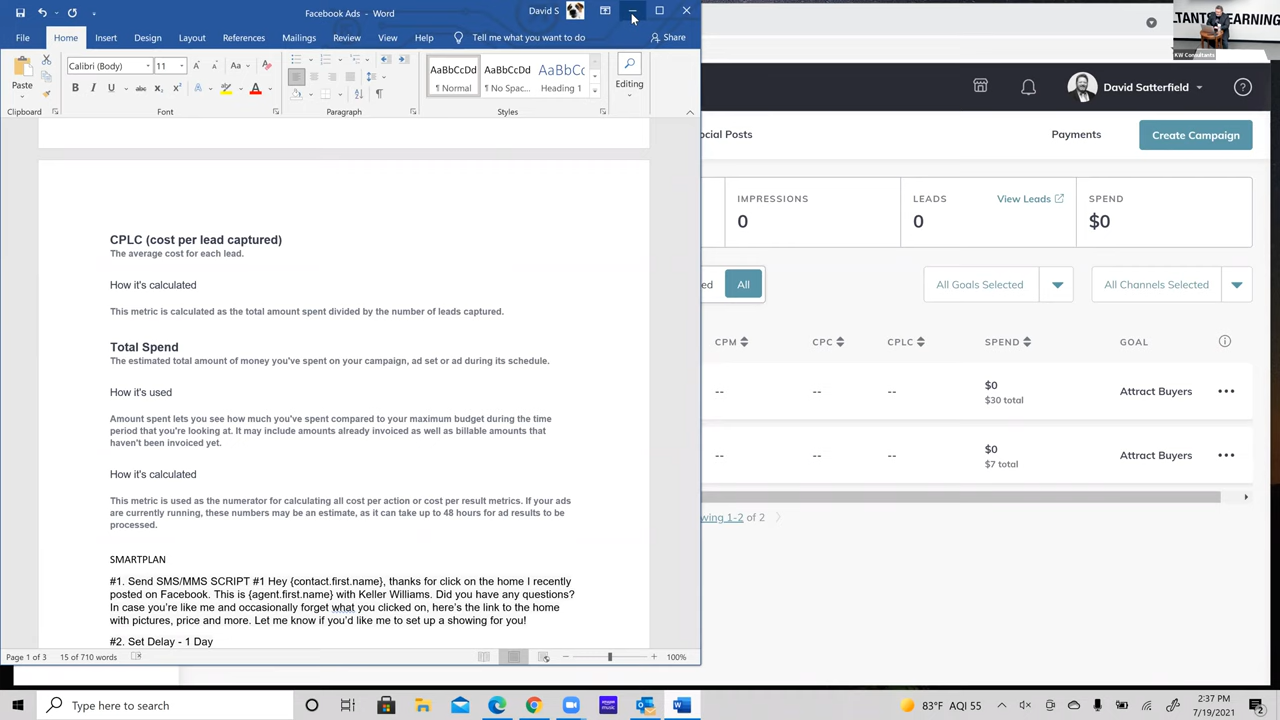 Facebook Ads - Word
David S
File
Home
Insert
Design
Layout
References
Mailings
Review
View
Help
Tell me what you want to do
Share
Paste
Calibri (Body)
11
Aa
B I U ab x₂ x²
AaBbCcDd
¶ Normal
AaBbCcDd
¶ No Spac...
AaBbCc
Heading 1
Editing
Clipboard
Font
Paragraph
Styles
CPLC (cost per lead captured)
The average cost for each lead.
How it's calculated
This metric is calculated as the total amount spent divided by the number of leads captured.
Total Spend
The estimated total amount of money you've spent on your campaign, ad set or ad during its schedule.
How it's used
Amount spent lets you see how much you've spent compared to your maximum budget during the time
period that you're looking at. It may include amounts already invoiced as well as billable amounts that
haven't been invoiced yet.
How it's calculated
This metric is used as the numerator for calculating all cost per action or cost per result metrics. If your ads
are currently running, these numbers may be an estimate, as it can take up to 48 hours for ad results to be
processed.
SMARTPLAN
#1. Send SMS/MMS SCRIPT #1 Hey {contact.first.name}, thanks for click on the home I recently
posted on Facebook. This is {agent.first.name} with Keller Williams. Did you have any questions?
In case you're like me and occasionally forget what you clicked on, here's the link to the home
with pictures, price and more. Let me know if you'd like me to set up a showing for you!
#2. Set Delay - 1 Day
Page 1 of 3
15 of 710 words
100%
KW Consultants
David Satterfield
ocial Posts
Payments
Create Campaign
IMPRESSIONS
0
LEADS
View Leads
0
SPEND
$0
ed
All
All Goals Selected
All Channels Selected
CPM
CPC
CPLC
SPEND
GOAL
--
--
--
$0
$30 total
Attract Buyers
--
--
--
$0
$7 total
Attract Buyers
wing 1-2 of 2
Type here to search
amazon music
83°F AQI 55
2:37 PM
7/19/2021
2